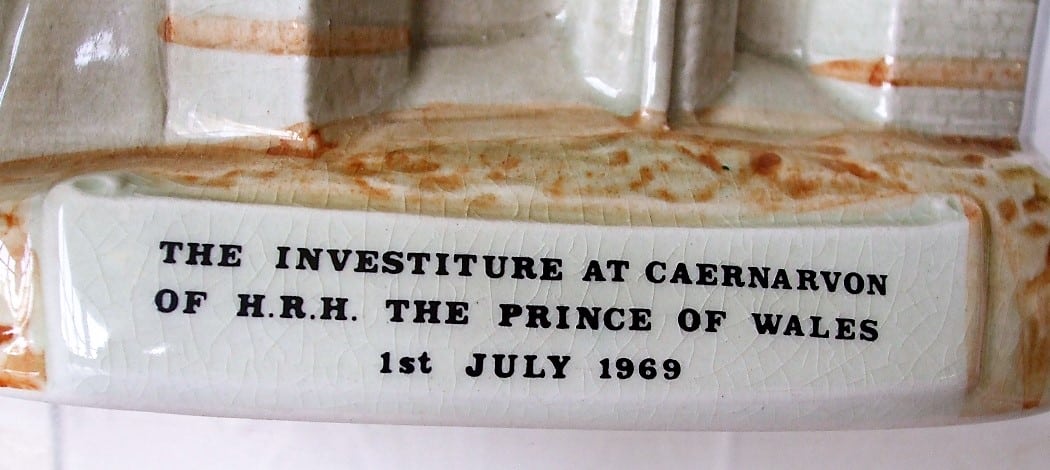 THE INVESTITURE AT CAERNARVON
OF H.R.H. THE PRINCE OF WALES
1st JULY 1969